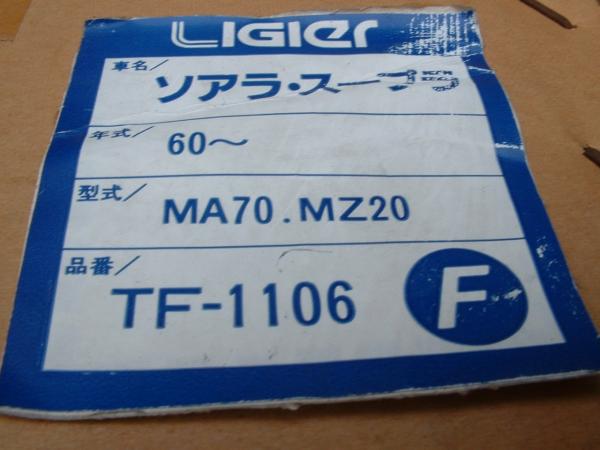 LIGIER
車名/
ソアラ・スープラ
年式/
60～
型式/
MA70.MZ20
品番/
TF-1106
F